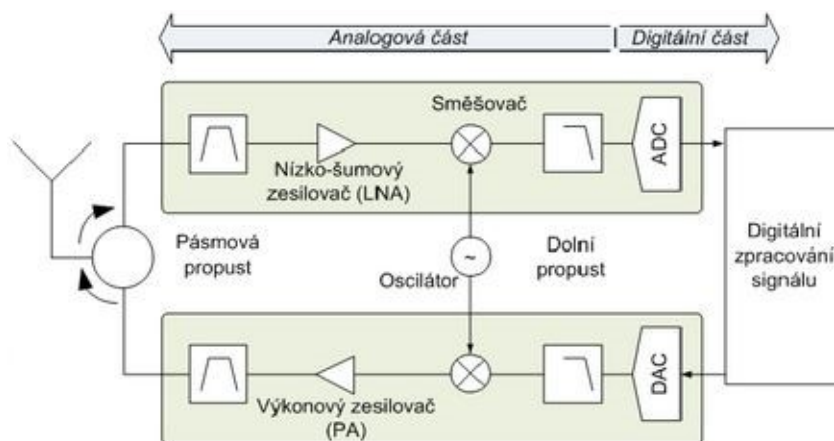 Analogová část
Digitální část
Směšovač
ADC
Nízko-šumový
zesilovač (LNA)
Pásmová
propust
Oscilátor
~
Dolní
propust
Digitální
zpracování
signálu
DAC
Výkonový zesilovač
(PA)